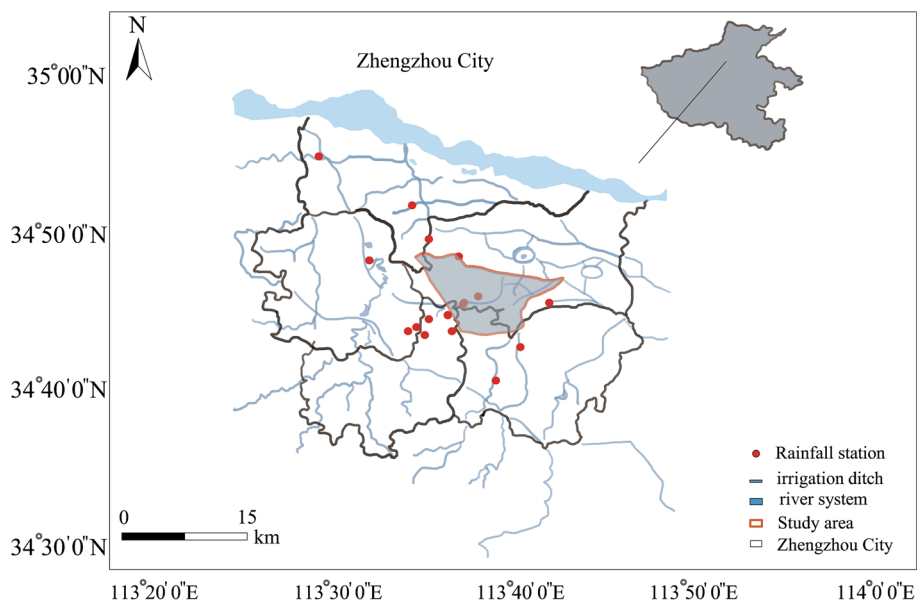 N
Zhengzhou City
35°00'0"N
34°50'0"N
34°40'0"N
34°30'0"N
0 15
km
Rainfall station
irrigation ditch
river system
Study area
Zhengzhou City
113°20'0"E 113°30'0"E 113°40'0"E 113°50'0"E 114°0'0"E